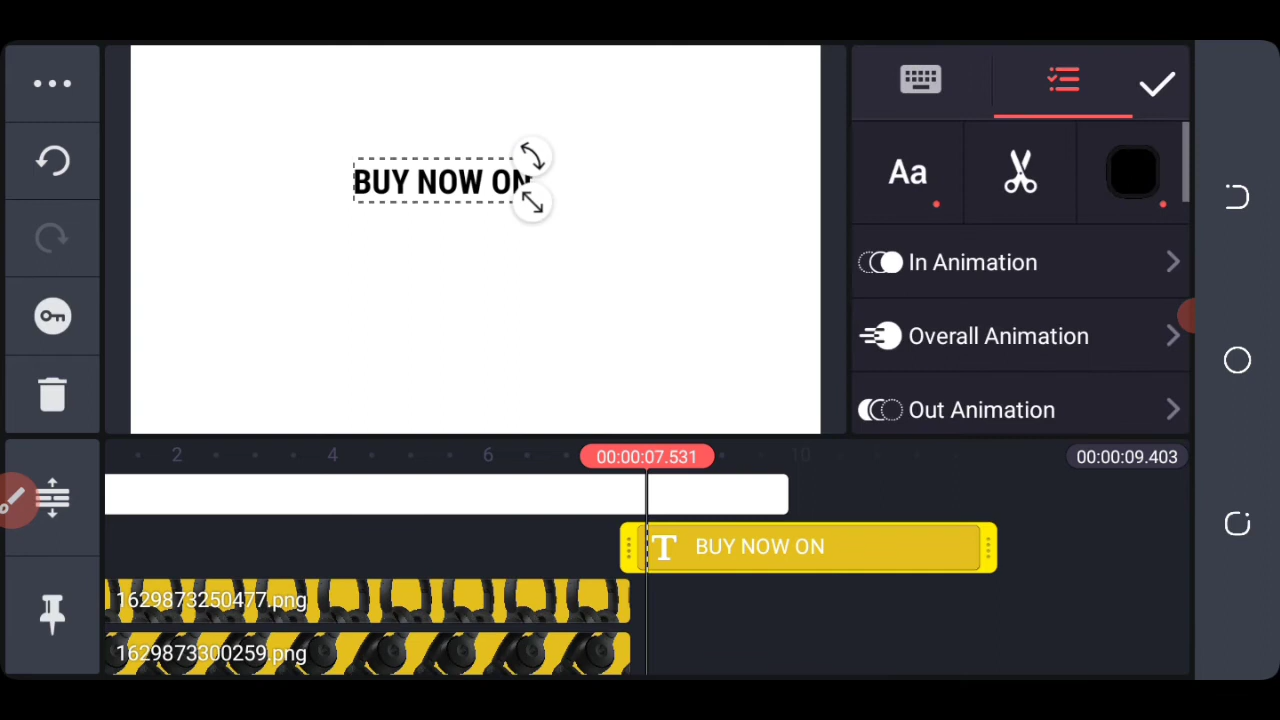 BUY NOW ON
Aa
In Animation
Overall Animation
Out Animation
2 4 6 00:00:07.531 10 00:00:09.403
T BUY NOW ON
1629873250477.png
1629873300259.png